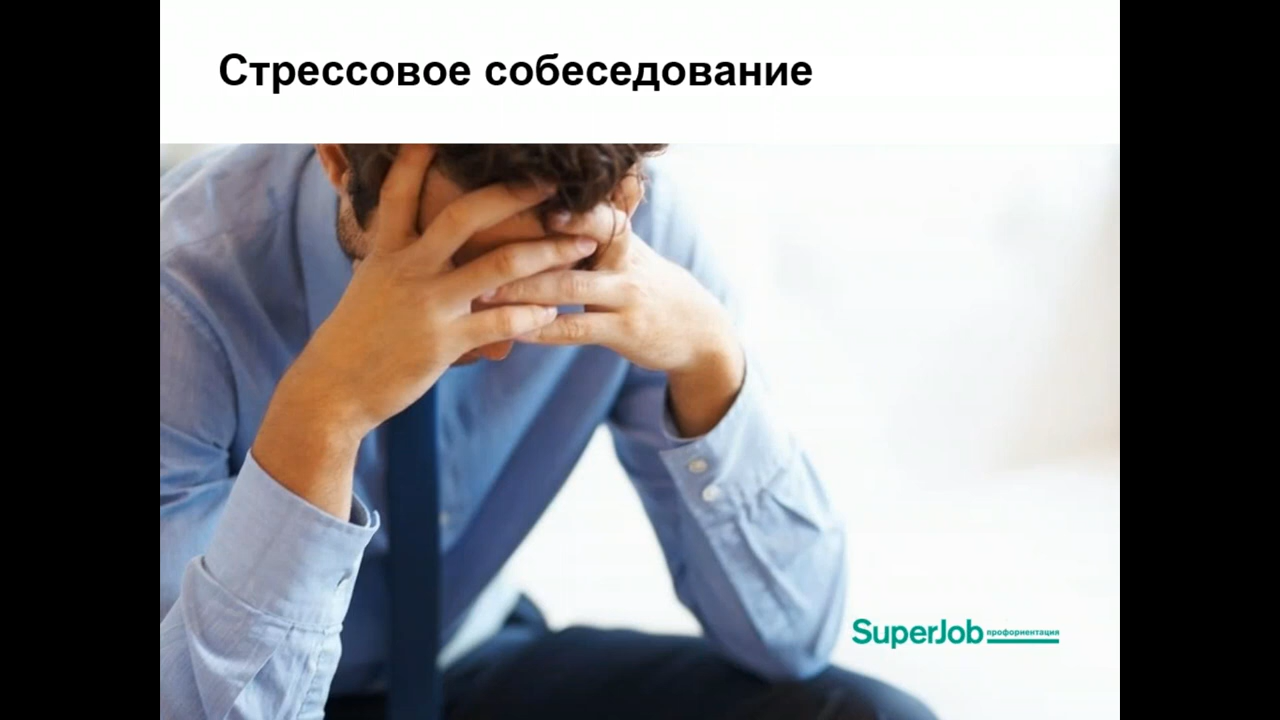 Стрессовое собеседование
SuperJob профориентация